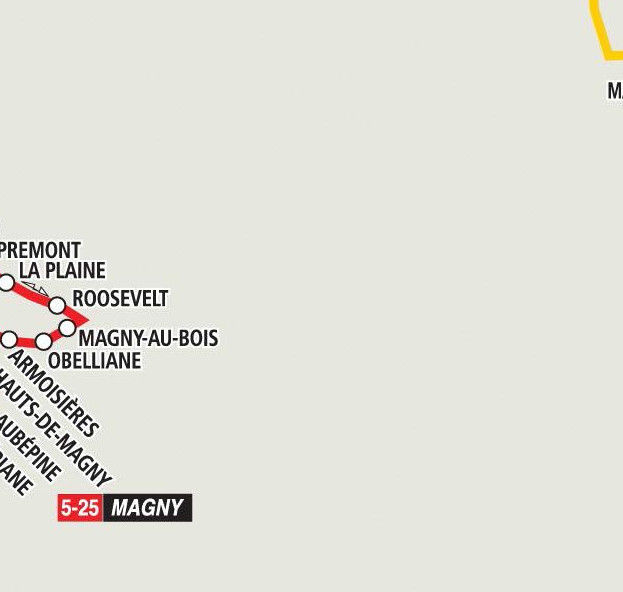 PREMONT
LA PLAINE
ROOSEVELT
MAGNY-AU-BOIS
OBELLIANE
ARMOISIÈRES
HAUTS-DE-MAGNY
AUBÉPINE
5-25 MAGNY